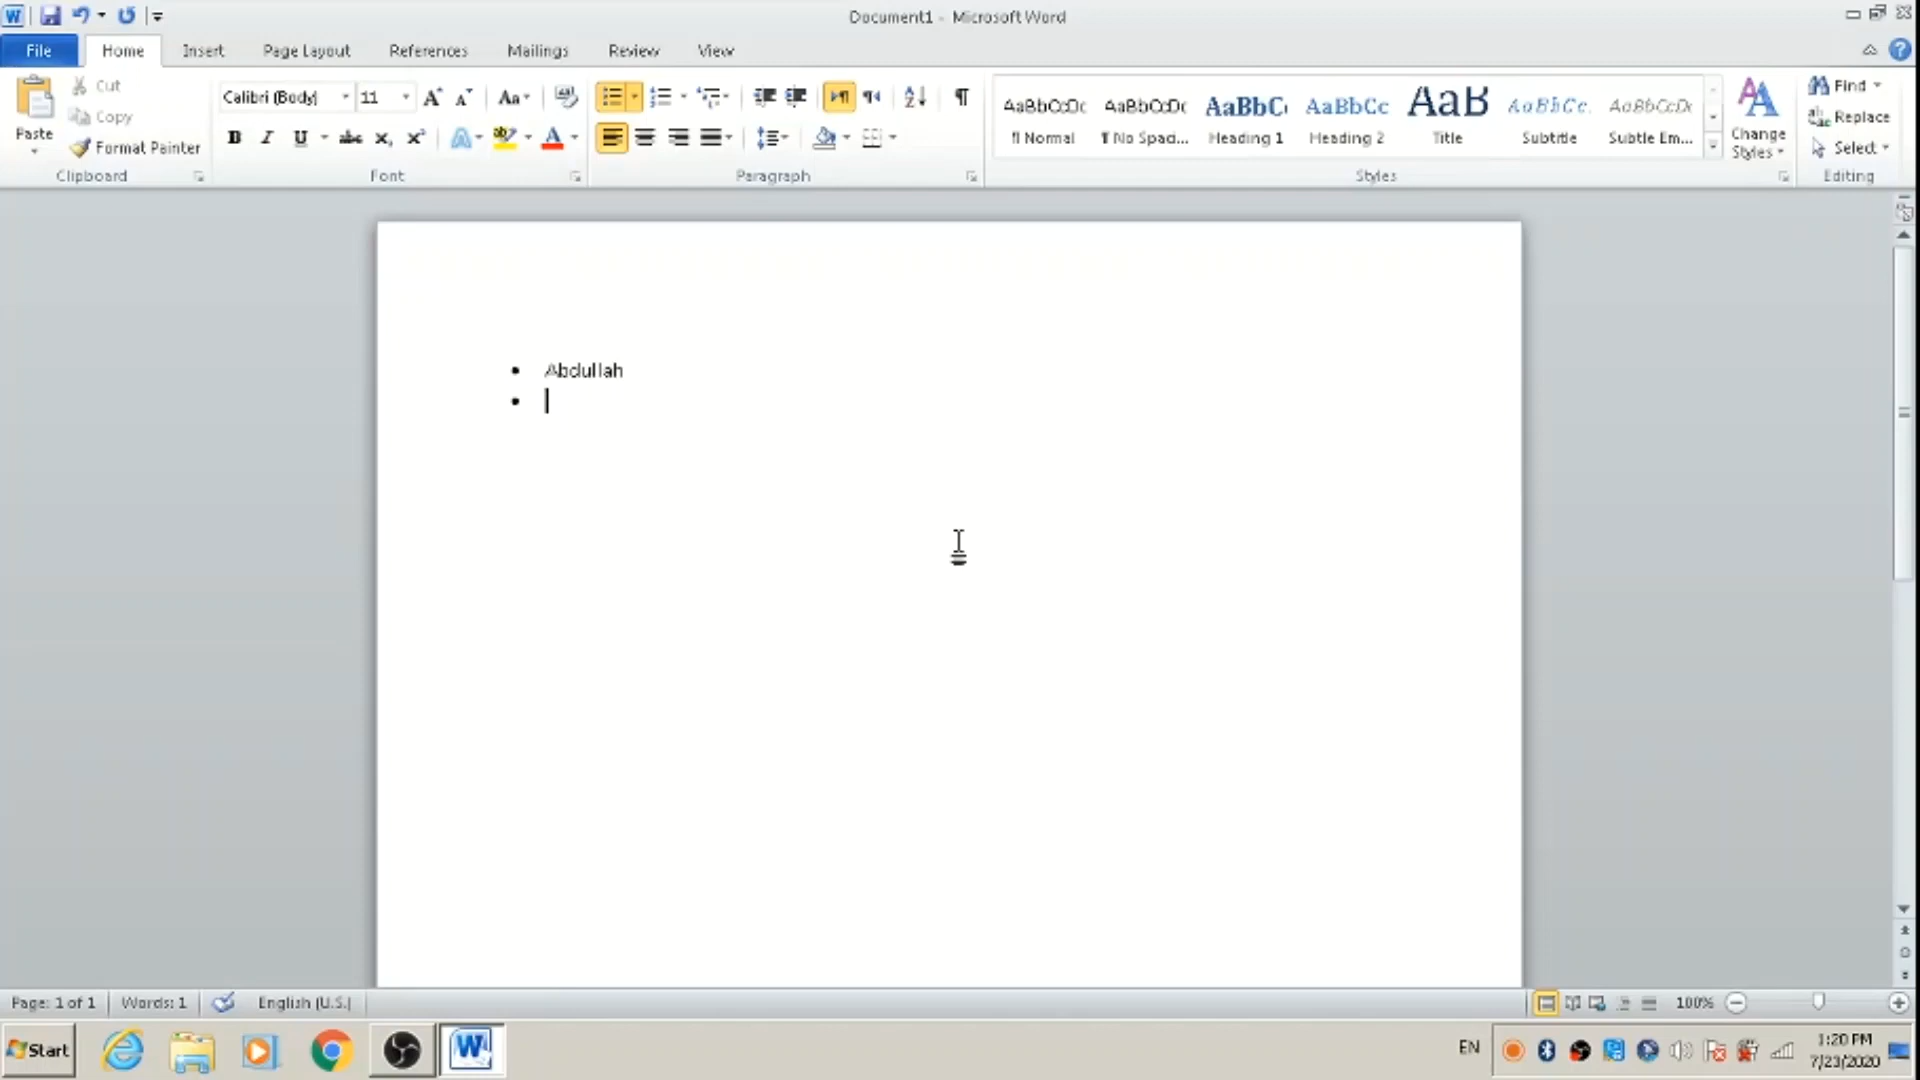 Document1 - Microsoft Word
File Home Insert Page Layout References Mailings Review View
Paste
Cut
Copy
Format Painter
Clipboard
Calibri (Body) 11
Font
Paragraph
AaBbCcDc AaBbCcDc AaBbC AaBbCc AaB AaBbCc. AaBbCcDc
¶ Normal ¶ No Spaci... Heading 1 Heading 2 Title Subtitle Subtle Em...
Change
Styles
Styles
Find
Replace
Select
Editing
• Abdullah
•
Page: 1 of 1 Words: 1 English (U.S.) 100%
Start EN 1:20 PM
7/23/2020